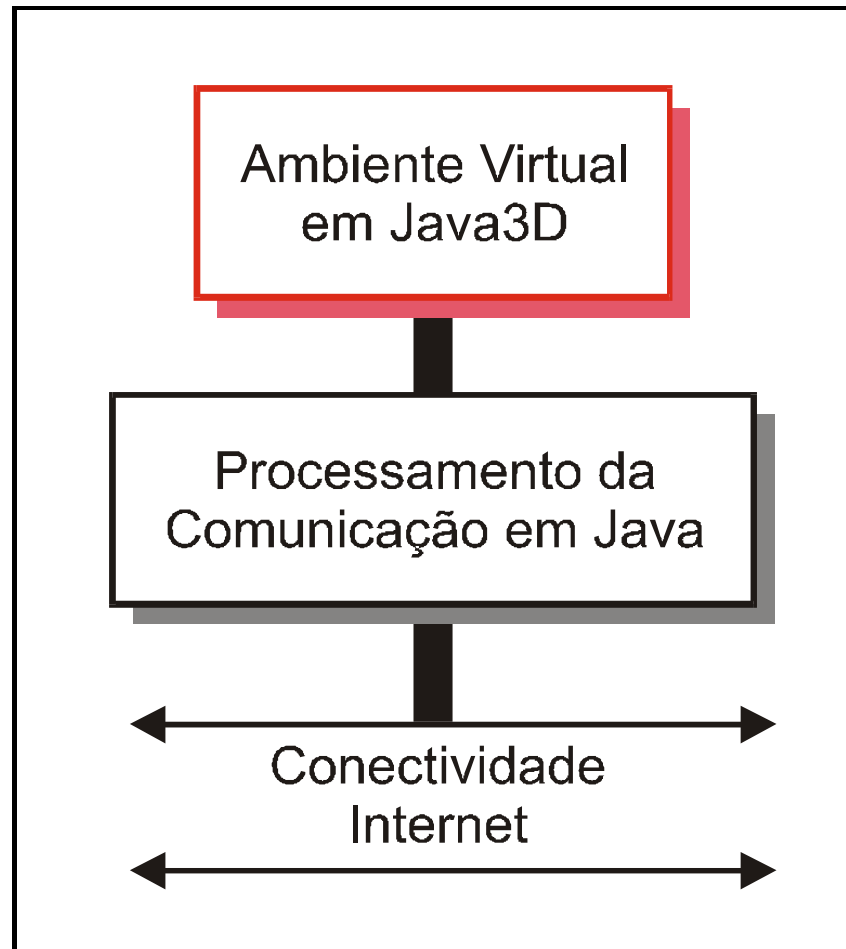 Ambiente Virtual
em Java3D
Processamento da
Comunicação em Java
Conectividade
Internet